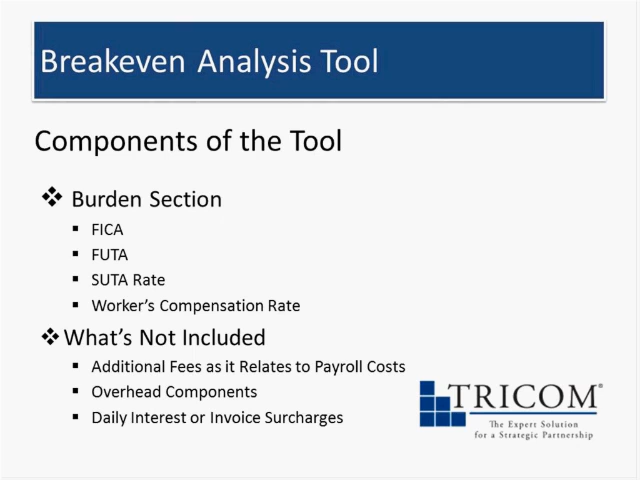 Breakeven Analysis Tool
Components of the Tool
❖ Burden Section
▪ FICA
▪ FUTA
▪ SUTA Rate
▪ Worker's Compensation Rate
❖ What's Not Included
▪ Additional Fees as it Relates to Payroll Costs
▪ Overhead Components
▪ Daily Interest or Invoice Surcharges
TRICOM®
The Expert Solution
for a Strategic Partnership